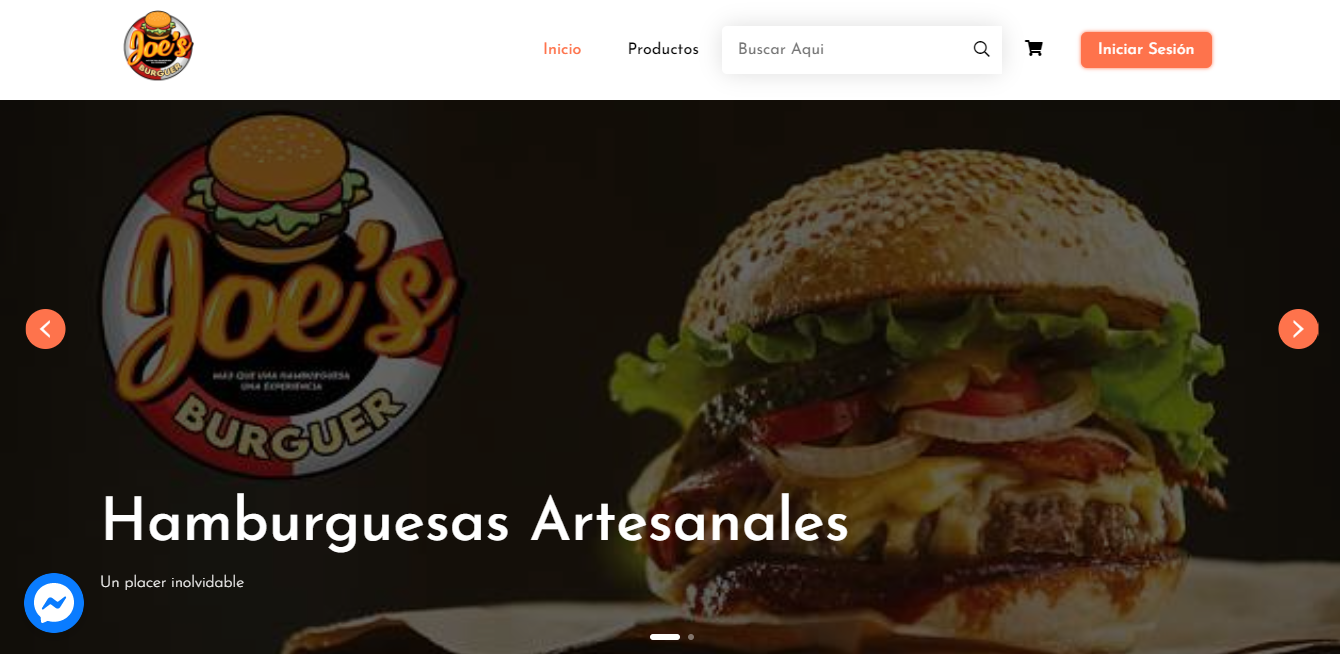 Joe's
BURGUER
Inicio
Productos
Buscar Aqui
Iniciar Sesión
Joe's
MÁS QUE UNA HAMBURGUESA
UNA EXPERIENCIA
BURGUER
Hamburguesas Artesanales
Un placer inolvidable